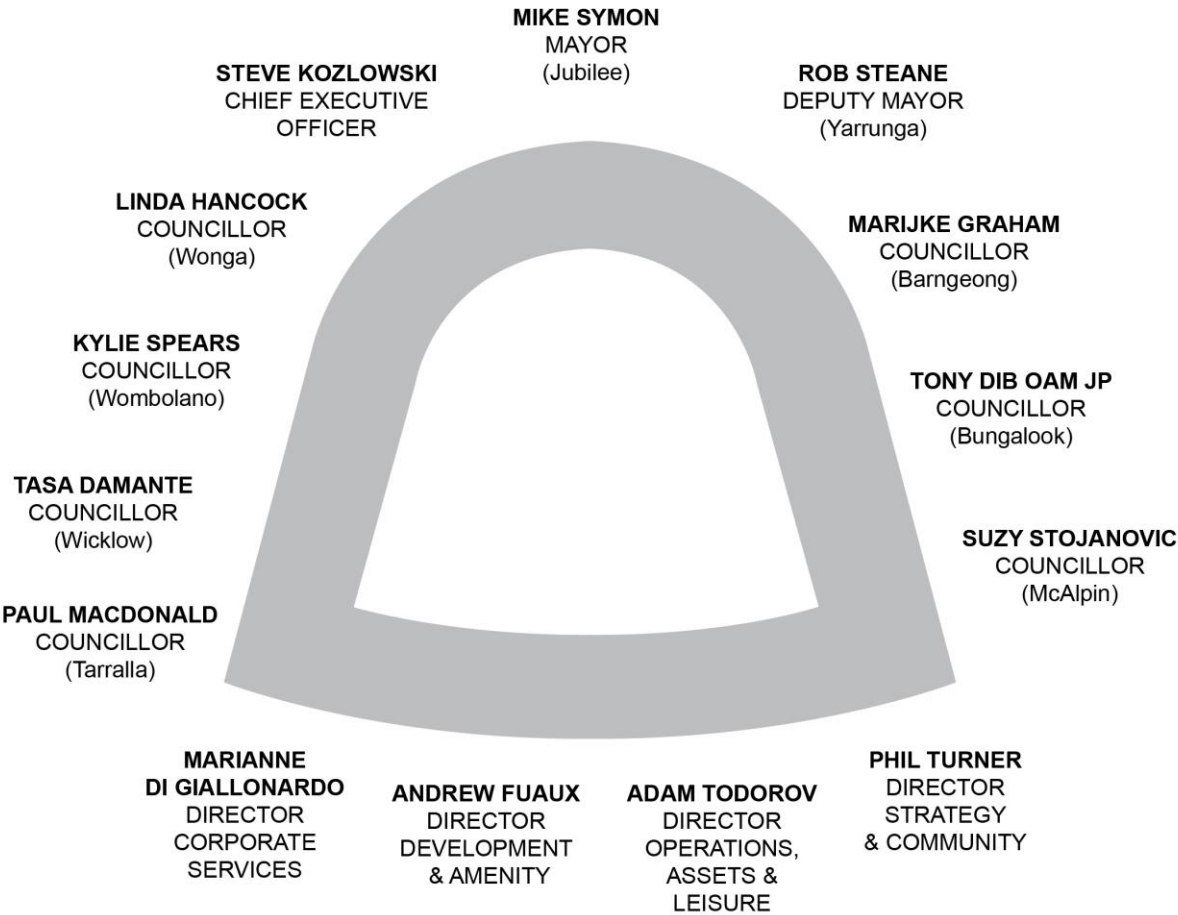 MIKE SYMON
MAYOR
(Jubilee)
STEVE KOZLOWSKI
CHIEF EXECUTIVE
OFFICER
ROB STEANE
DEPUTY MAYOR
(Yarrunga)
LINDA HANCOCK
COUNCILLOR
(Wonga)
MARIJKE GRAHAM
COUNCILLOR
(Barngeong)
KYLIE SPEARS
COUNCILLOR
(Wombolano)
TONY DIB OAM JP
COUNCILLOR
(Bungalook)
TASA DAMANTE
COUNCILLOR
(Wicklow)
SUZY STOJANOVIC
COUNCILLOR
(McAlpin)
PAUL MACDONALD
COUNCILLOR
(Tarralla)
MARIANNE
DI GIALLONARDO
DIRECTOR
CORPORATE
SERVICES
ANDREW FUAUX
DIRECTOR
DEVELOPMENT
& AMENITY
ADAM TODOROV
DIRECTOR
OPERATIONS,
ASSETS &
LEISURE
PHIL TURNER
DIRECTOR
STRATEGY
& COMMUNITY